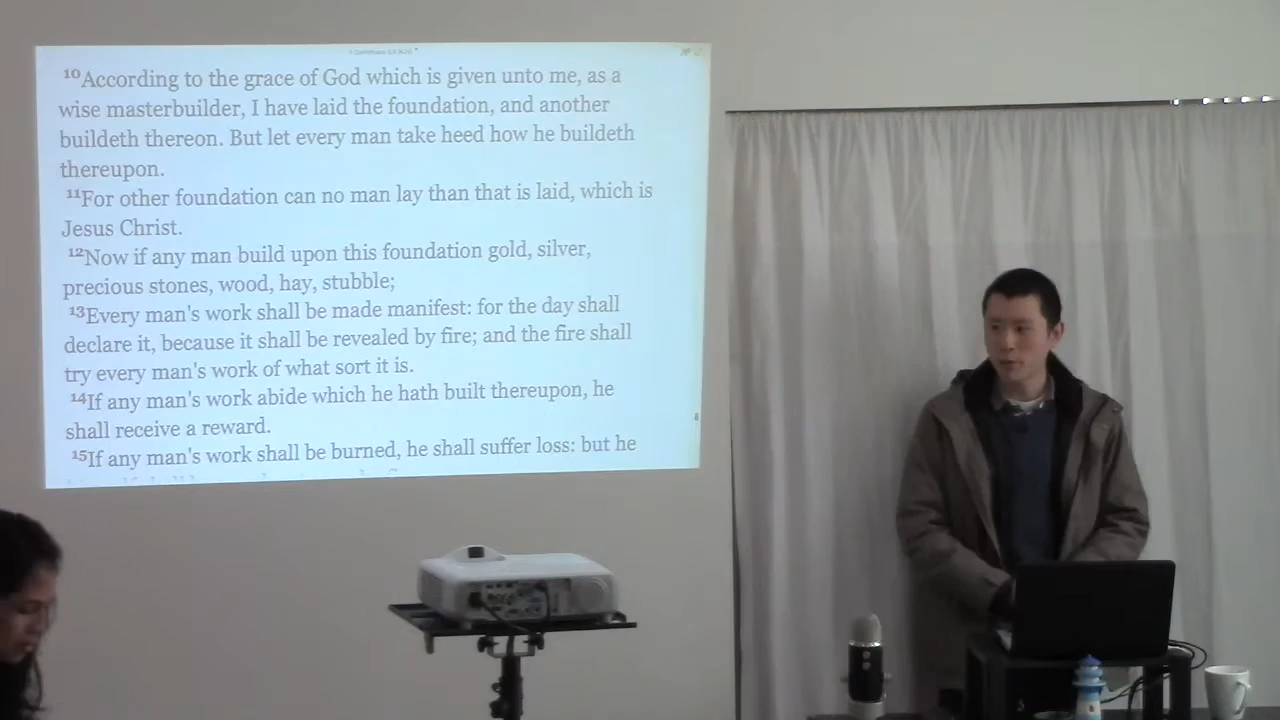 ¹⁰According to the grace of God which is given unto me, as a
wise masterbuilder, I have laid the foundation, and another
buildeth thereon. But let every man take heed how he buildeth
thereupon.
¹¹For other foundation can no man lay than that is laid, which is
Jesus Christ.
¹²Now if any man build upon this foundation gold, silver,
precious stones, wood, hay, stubble;
¹³Every man's work shall be made manifest: for the day shall
declare it, because it shall be revealed by fire; and the fire shall
try every man's work of what sort it is.
¹⁴If any man's work abide which he hath built thereupon, he
shall receive a reward.
¹⁵If any man's work shall be burned, he shall suffer loss: but he